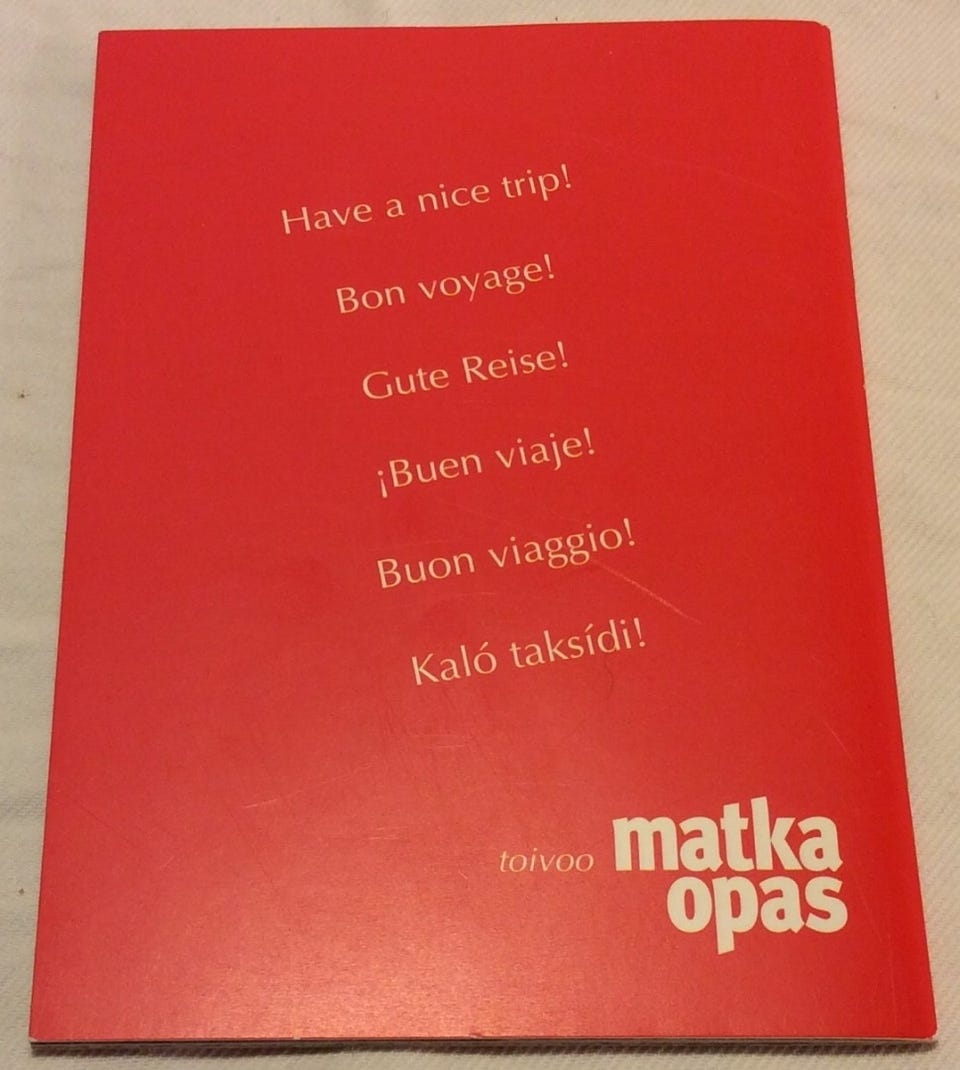 Have a nice trip!
Bon voyage!
Gute Reise!
¡Buen viaje!
Buon viaggio!
Kaló taksídi!
toivoo matka
opas